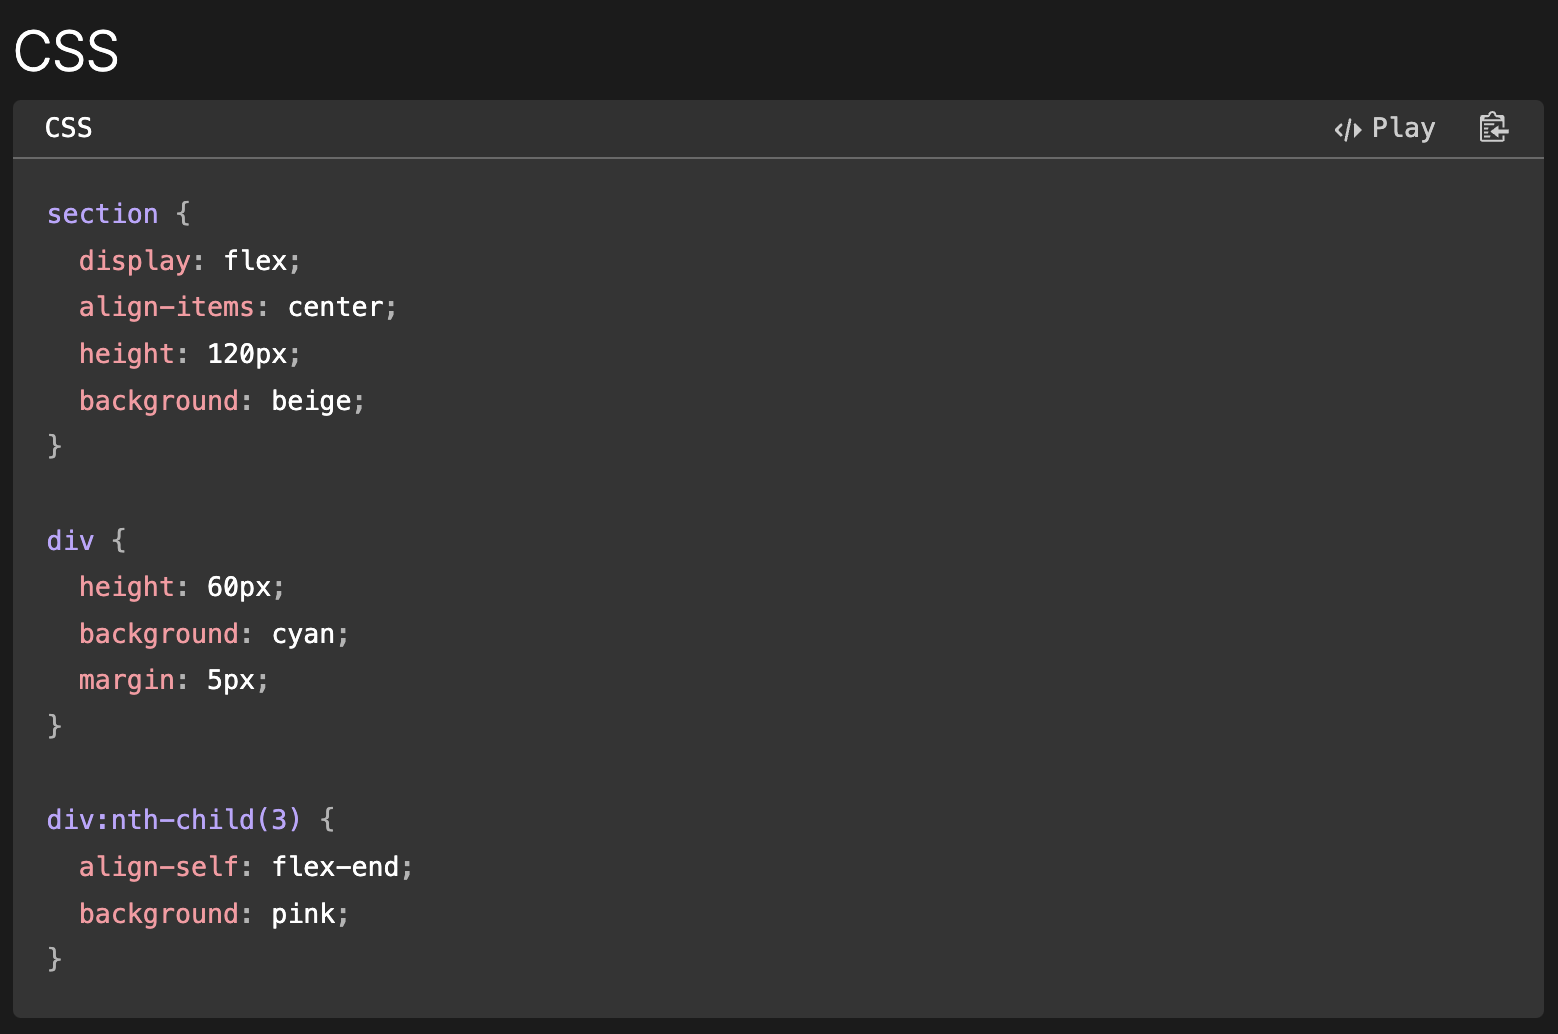 CSS
CSS
</> Play
section {
  display: flex;
  align-items: center;
  height: 120px;
  background: beige;
}
div {
  height: 60px;
  background: cyan;
  margin: 5px;
}
div:nth-child(3) {
  align-self: flex-end;
  background: pink;
}